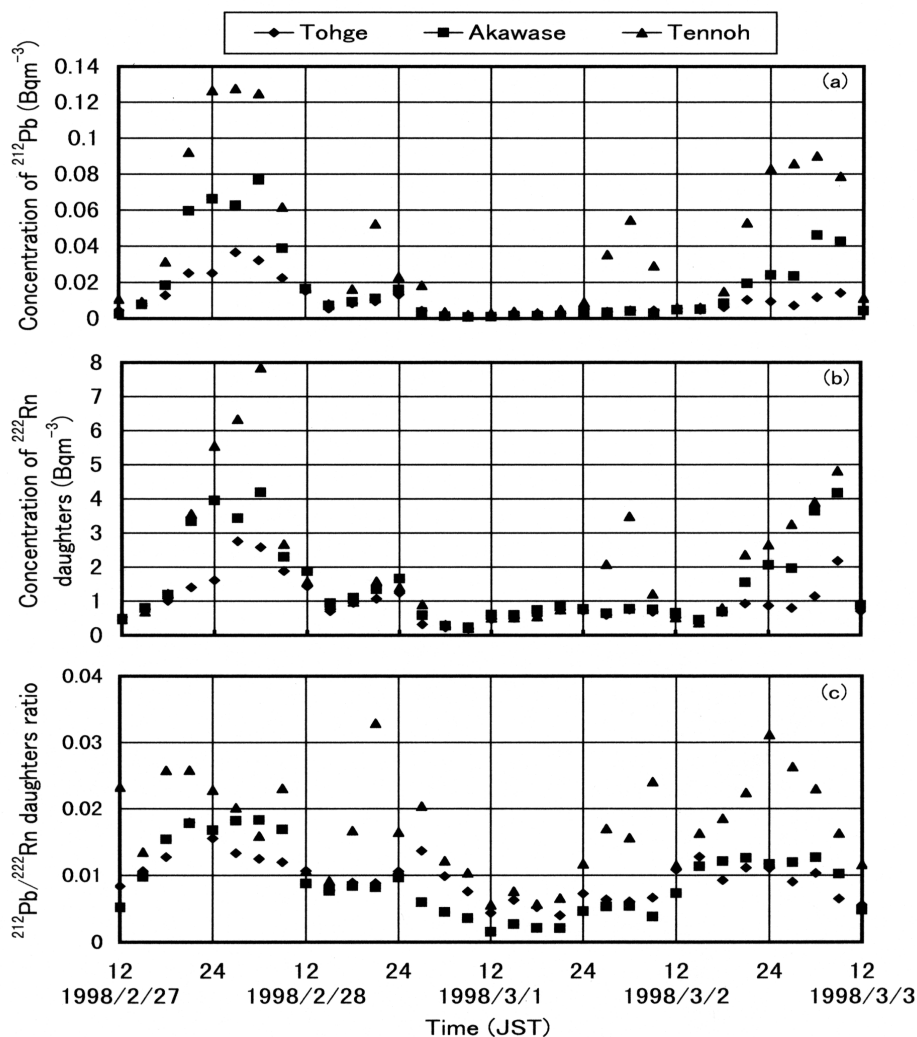 Tohge Akawase Tennoh
Concentration of ²¹²Pb (Bqm⁻³)
(a)
0.14
0.12
0.1
0.08
0.06
0.04
0.02
0
Concentration of ²²²Rn
daughters (Bqm⁻³)
(b)
8
7
6
5
4
3
2
1
0
²¹²Pb/²²²Rn daughters ratio
(c)
0.04
0.03
0.02
0.01
0
12 24 12 24 12 24 12 24 12
1998/2/27 1998/2/28 1998/3/1 1998/3/2 1998/3/3
Time (JST)